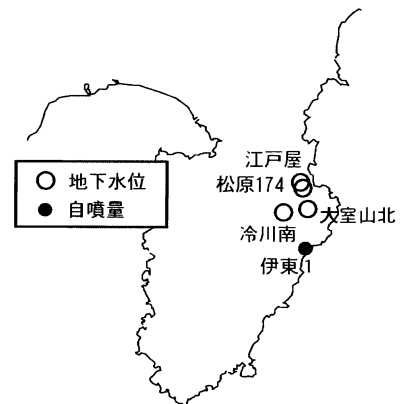 江戸屋
松原174
地下水位
自噴量
大室山北
冷川南
伊東1